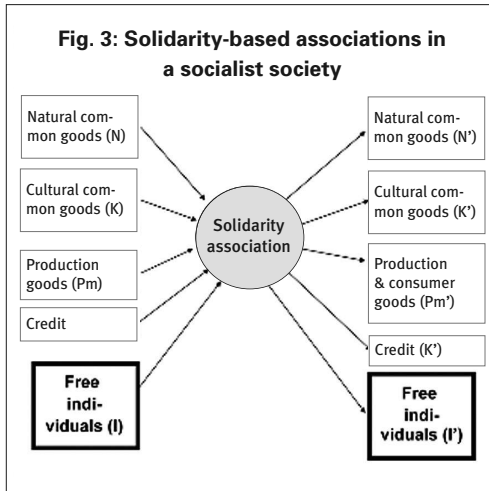 Fig. 3: Solidarity-based associations in
a socialist society
Natural com-
mon goods (N)
Cultural com-
mon goods (K)
Production
goods (Pm)
Credit
Free
indi-
viduals (I)
Solidarity
association
Natural com-
mon goods (N’)
Cultural com-
mon goods (K’)
Production
& consumer
goods (Pm’)
Credit (K’)
Free
indi-
viduals (I’)